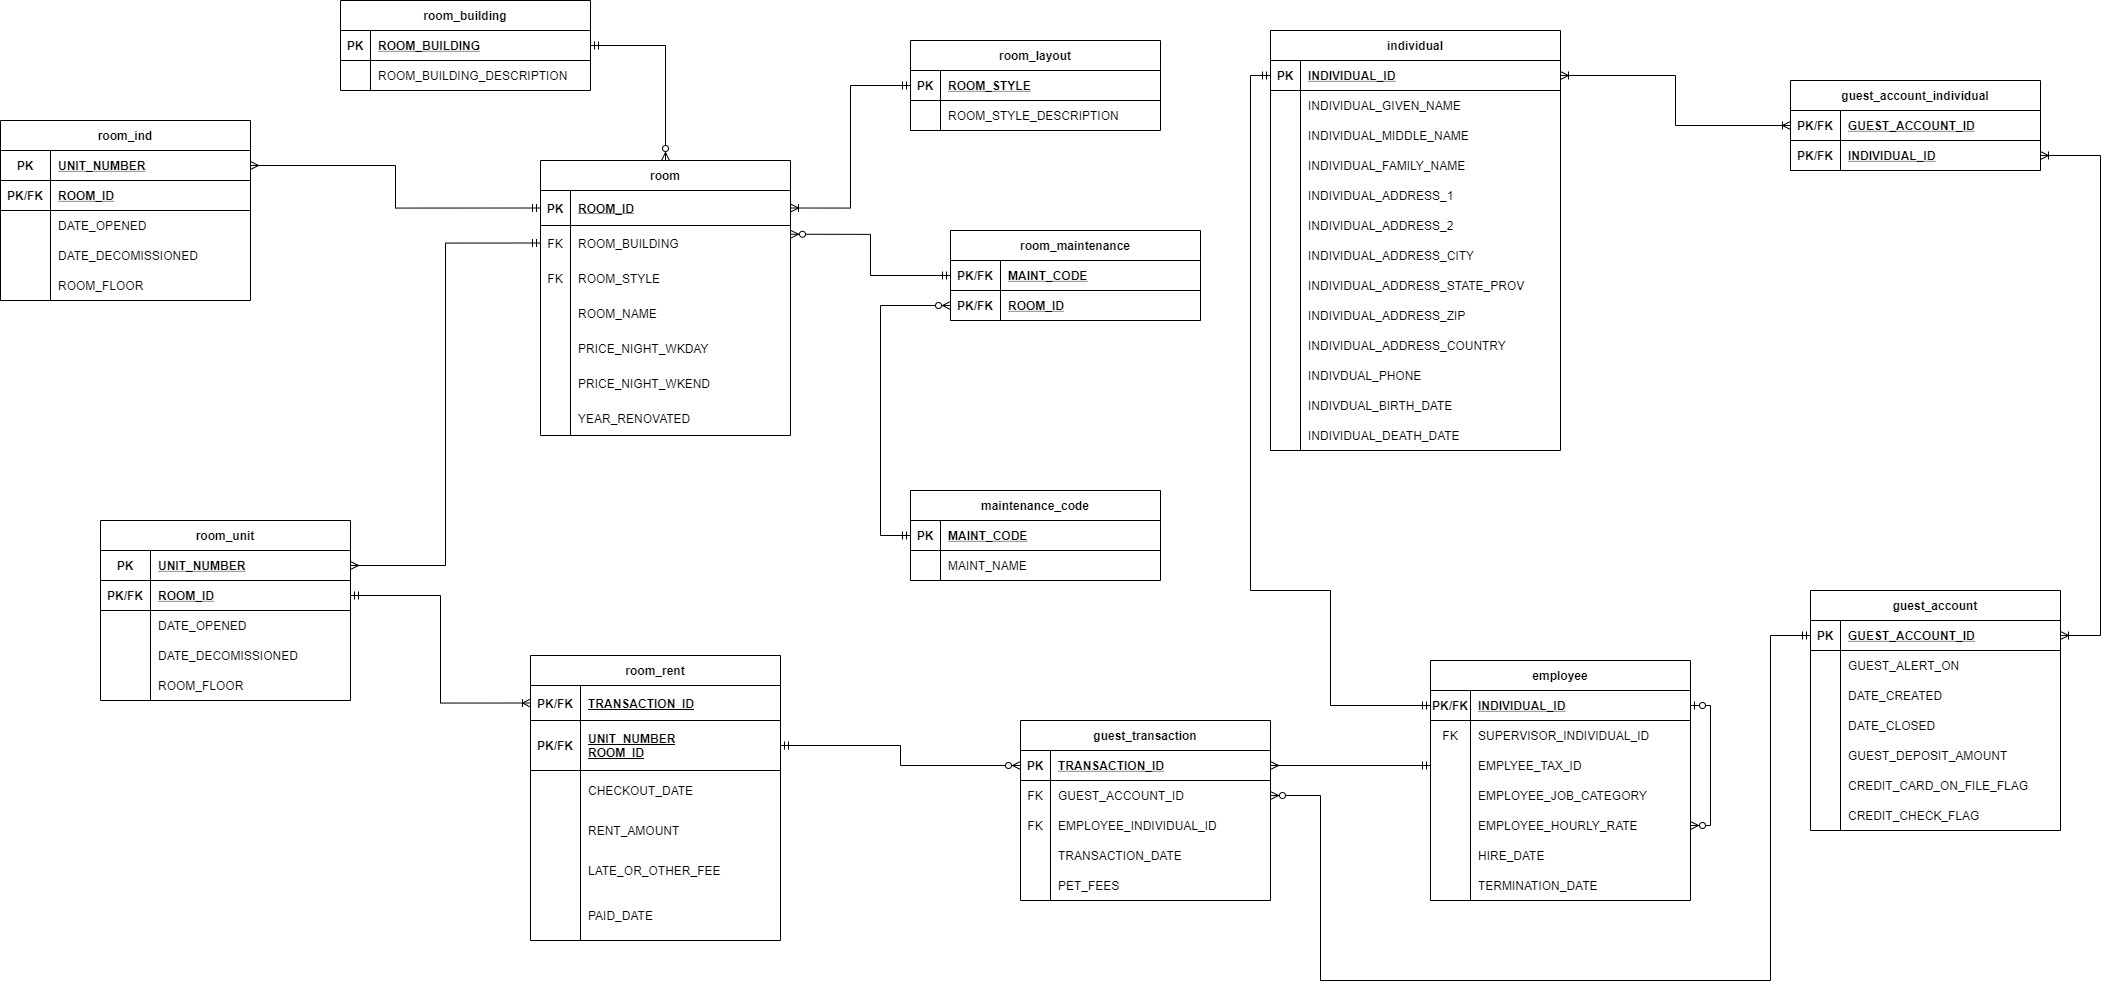 room_building
PK ROOM_BUILDING
ROOM_BUILDING_DESCRIPTION
room_layout
PK ROOM_STYLE
ROOM_STYLE_DESCRIPTION
individual
PK INDIVIDUAL_ID
INDIVIDUAL_GIVEN_NAME
INDIVIDUAL_MIDDLE_NAME
INDIVIDUAL_FAMILY_NAME
INDIVIDUAL_ADDRESS_1
INDIVIDUAL_ADDRESS_2
INDIVIDUAL_ADDRESS_CITY
INDIVIDUAL_ADDRESS_STATE_PROV
INDIVIDUAL_ADDRESS_ZIP
INDIVIDUAL_ADDRESS_COUNTRY
INDIVDUAL_PHONE
INDIVDUAL_BIRTH_DATE
INDIVIDUAL_DEATH_DATE
guest_account_individual
PK/FK GUEST_ACCOUNT_ID
PK/FK INDIVIDUAL_ID
room_ind
PK UNIT_NUMBER
PK/FK ROOM_ID
DATE_OPENED
DATE_DECOMISSIONED
ROOM_FLOOR
room
PK ROOM_ID
FK ROOM_BUILDING
FK ROOM_STYLE
ROOM_NAME
PRICE_NIGHT_WKDAY
PRICE_NIGHT_WKEND
YEAR_RENOVATED
room_maintenance
PK/FK MAINT_CODE
PK/FK ROOM_ID
maintenance_code
PK MAINT_CODE
MAINT_NAME
room_unit
PK UNIT_NUMBER
PK/FK ROOM_ID
DATE_OPENED
DATE_DECOMISSIONED
ROOM_FLOOR
room_rent
PK/FK TRANSACTION_ID
PK/FK UNIT_NUMBER
ROOM_ID
CHECKOUT_DATE
RENT_AMOUNT
LATE_OR_OTHER_FEE
PAID_DATE
guest_transaction
PK TRANSACTION_ID
FK GUEST_ACCOUNT_ID
FK EMPLOYEE_INDIVIDUAL_ID
TRANSACTION_DATE
PET_FEES
employee
PK/FK INDIVIDUAL_ID
FK SUPERVISOR_INDIVIDUAL_ID
EMPLYEE_TAX_ID
EMPLOYEE_JOB_CATEGORY
EMPLOYEE_HOURLY_RATE
HIRE_DATE
TERMINATION_DATE
guest_account
PK GUEST_ACCOUNT_ID
GUEST_ALERT_ON
DATE_CREATED
DATE_CLOSED
GUEST_DEPOSIT_AMOUNT
CREDIT_CARD_ON_FILE_FLAG
CREDIT_CHECK_FLAG